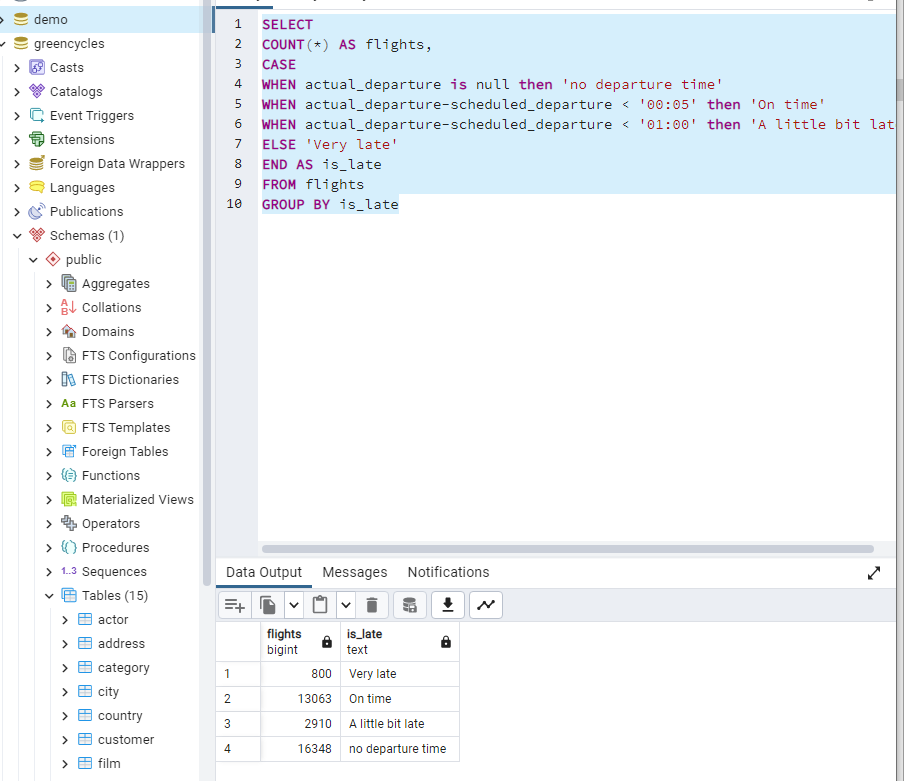 demo
greencycles
Casts
Catalogs
Event Triggers
Extensions
Foreign Data Wrappers
Languages
Publications
Schemas (1)
public
Aggregates
Collations
Domains
FTS Configurations
FTS Dictionaries
Aa FTS Parsers
FTS Templates
Foreign Tables
Functions
Materialized Views
Operators
Procedures
1..3 Sequences
Tables (15)
actor
address
category
city
country
customer
film
1 SELECT
2 COUNT(*) AS flights,
3 CASE
4 WHEN actual_departure is null then 'no departure time'
5 WHEN actual_departure-scheduled_departure < '00:05' then 'On time'
6 WHEN actual_departure-scheduled_departure < '01:00' then 'A little bit lat
7 ELSE 'Very late'
8 END AS is_late
9 FROM flights
10 GROUP BY is_late
Data Output Messages Notifications
flights is_late
bigint text
1 800 Very late
2 13063 On time
3 2910 A little bit late
4 16348 no departure time